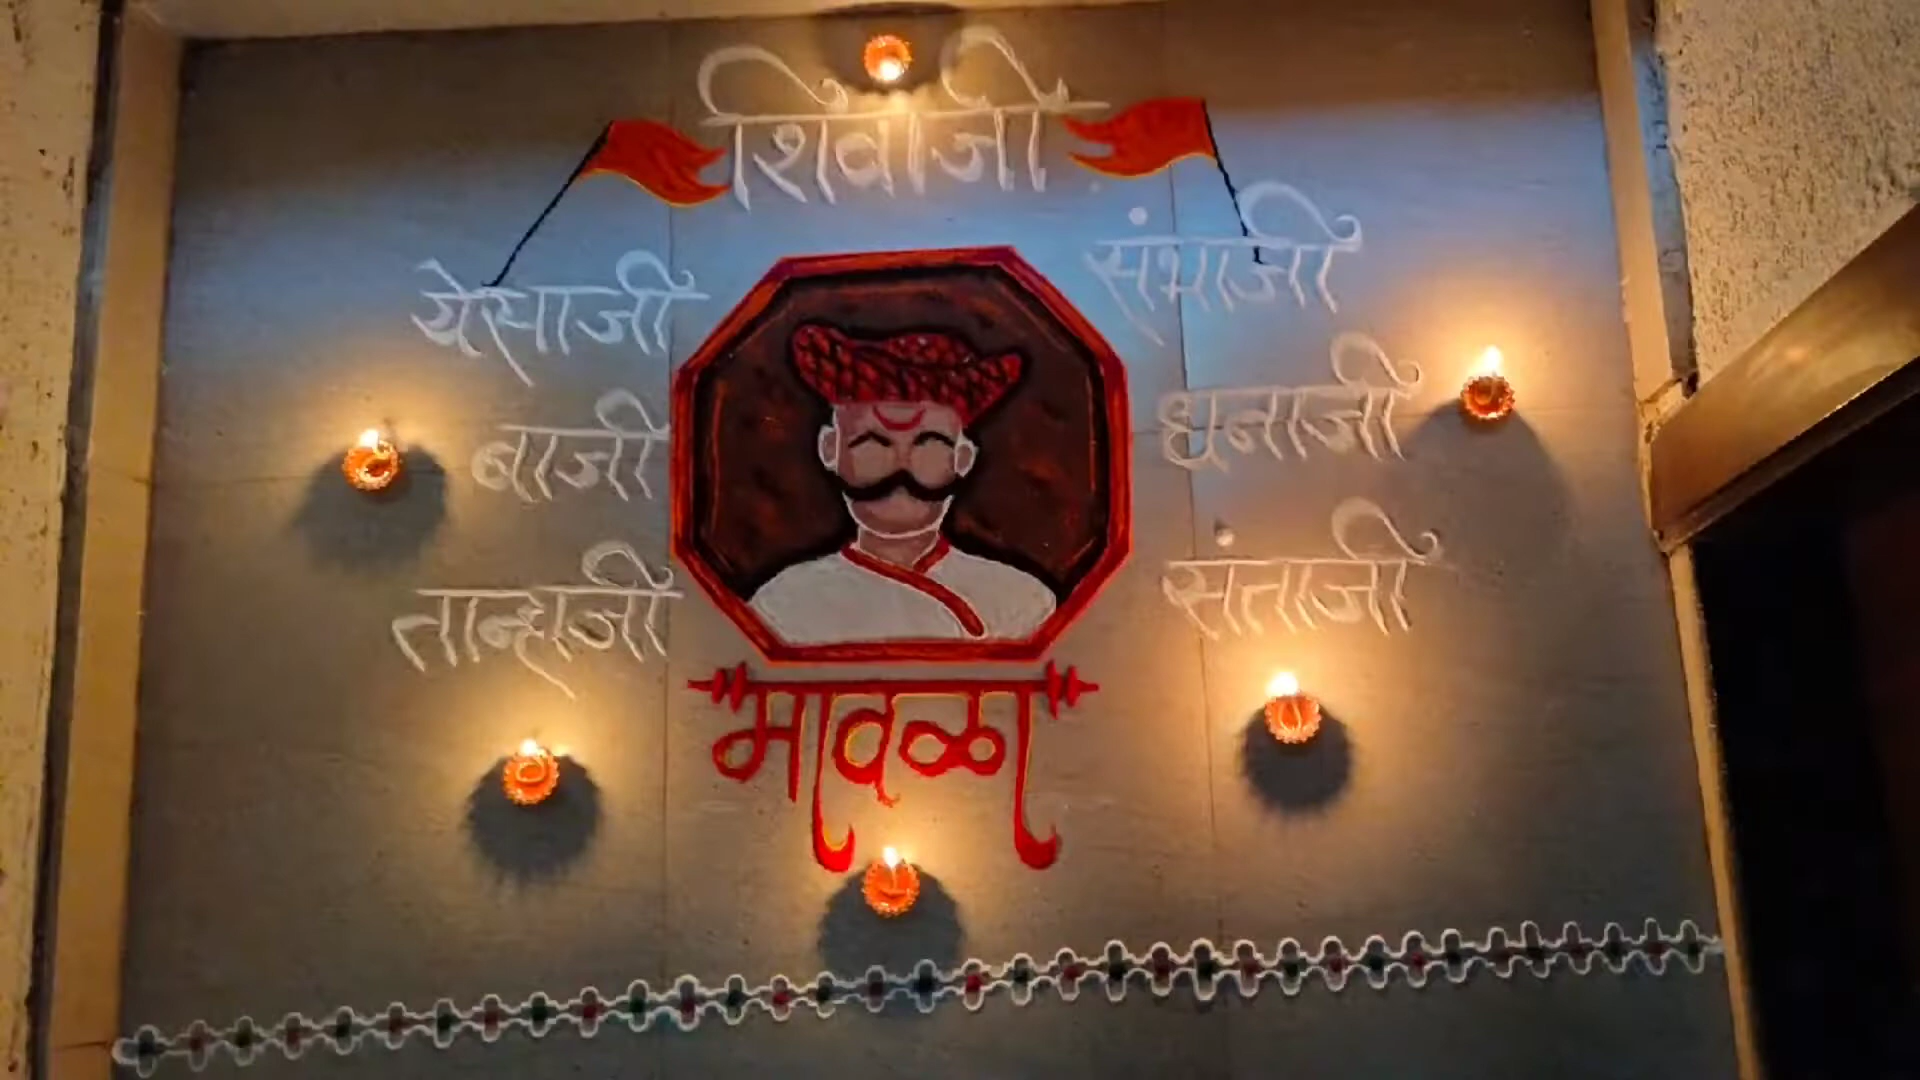 शिवाजी
येसाजी
संभाजी
बाजी
धनाजी
तान्हाजी
संताजी
"मावळा"